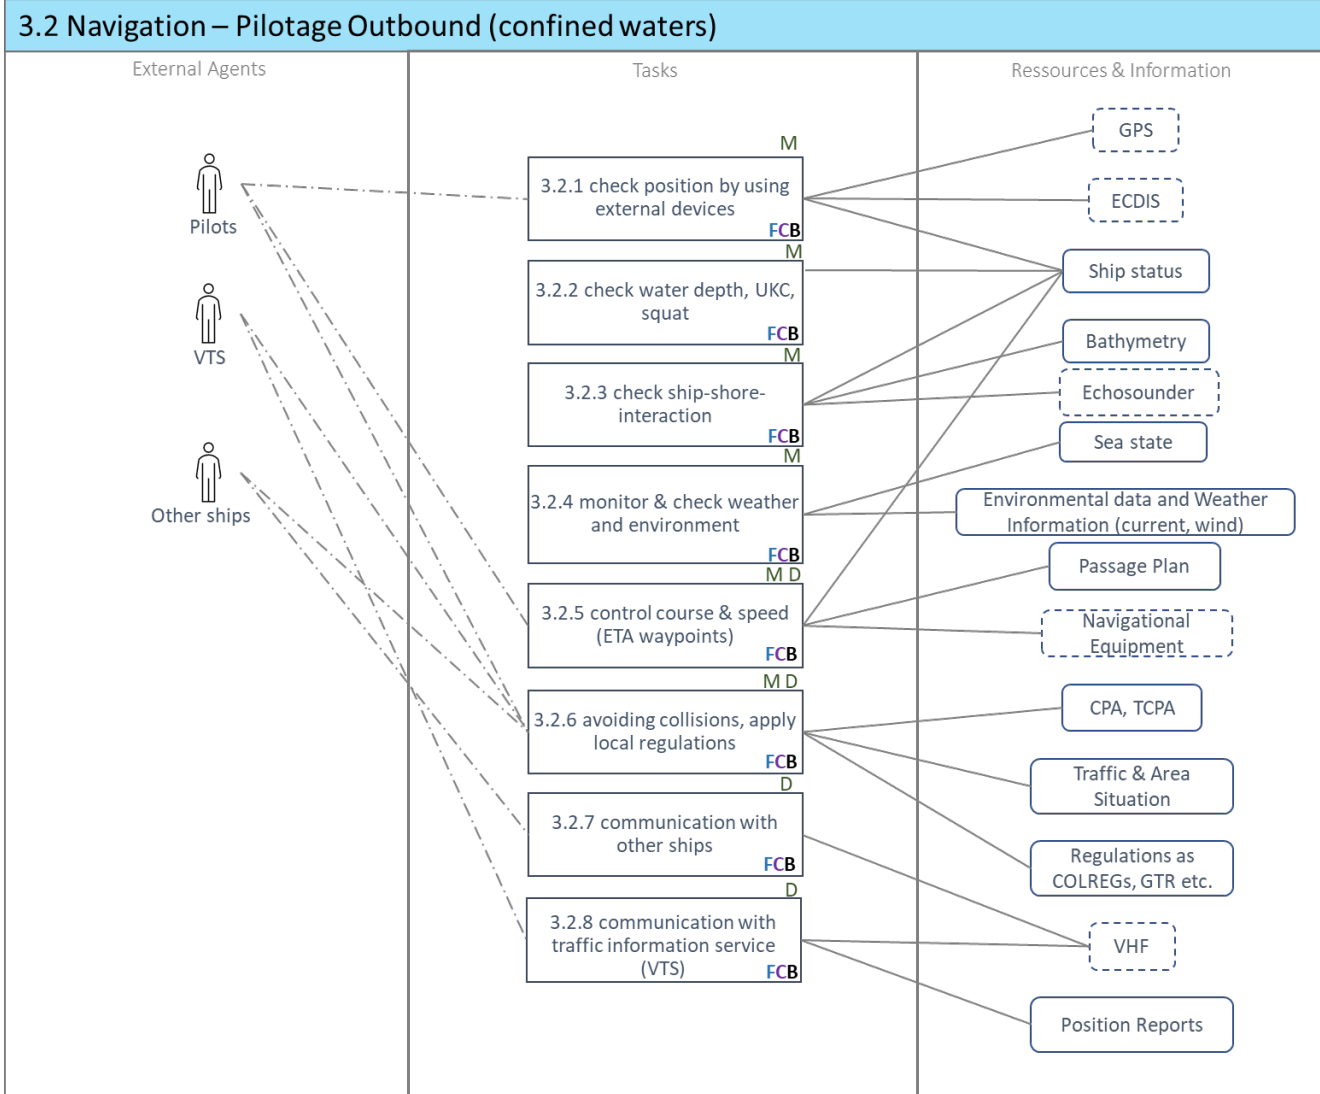 3.2 Navigation – Pilotage Outbound (confined waters)
External Agents
Tasks
Ressources & Information
Pilots
VTS
Other ships
M
3.2.1 check position by using
external devices
FCB
M
3.2.2 check water depth, UKC,
squat
FCB
M
3.2.3 check ship-shore-
interaction
FCB
M
3.2.4 monitor & check weather
and environment
FCB
M D
3.2.5 control course & speed
(ETA waypoints)
FCB
M D
3.2.6 avoiding collisions, apply
local regulations
FCB
D
3.2.7 communication with
other ships
FCB
D
3.2.8 communication with
traffic information service
(VTS)
FCB
GPS
ECDIS
Ship status
Bathymetry
Echosounder
Sea state
Environmental data and Weather
Information (current, wind)
Passage Plan
Navigational
Equipment
CPA, TCPA
Traffic & Area
Situation
Regulations as
COLREGs, GTR etc.
VHF
Position Reports